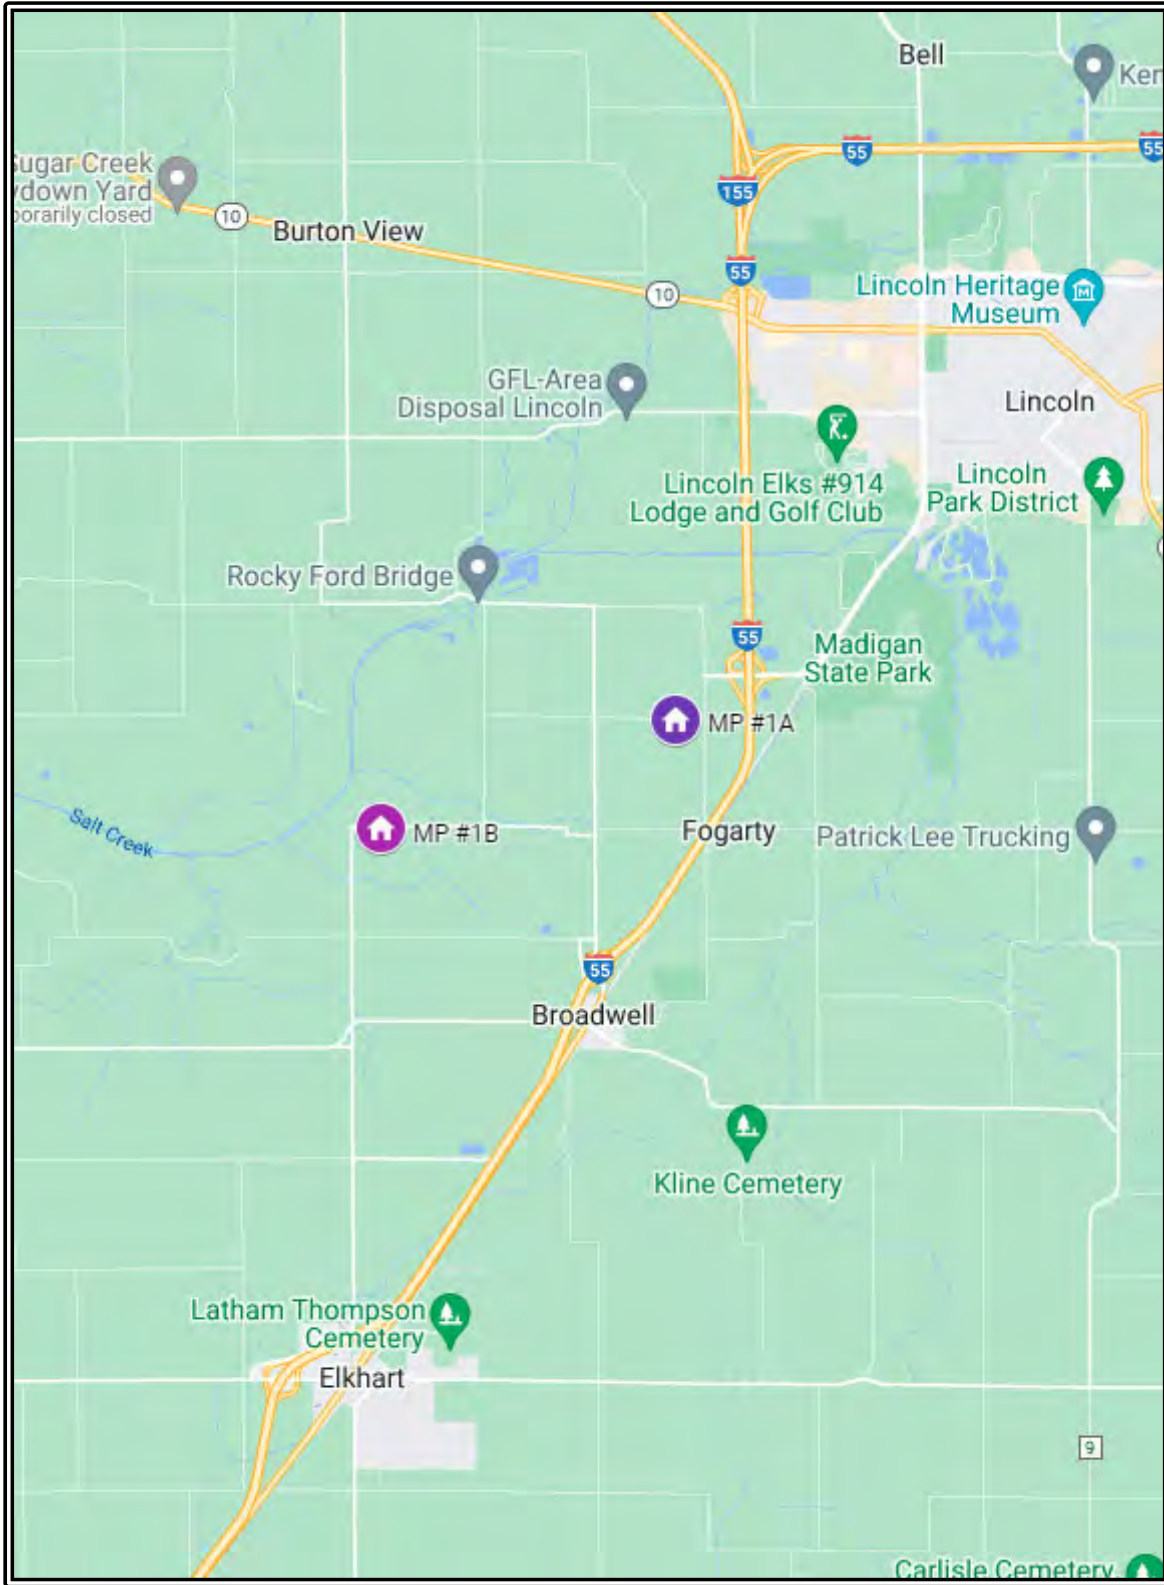 Bell
Ker
55
55
Sugar Creek
ydown Yard
porarily closed
155
10
Burton View
55
10
Lincoln Heritage
Museum
GFL-Area
Disposal Lincoln
Lincoln
Lincoln Elks #914
Lodge and Golf Club
Lincoln
Park District
Rocky Ford Bridge
55
Madigan
State Park
MP #1A
Salt Creek
MP #1B
Fogarty
Patrick Lee Trucking
55
Broadwell
Kline Cemetery
Latham Thompson
Cemetery
Elkhart
9
Carlisle Cemetery